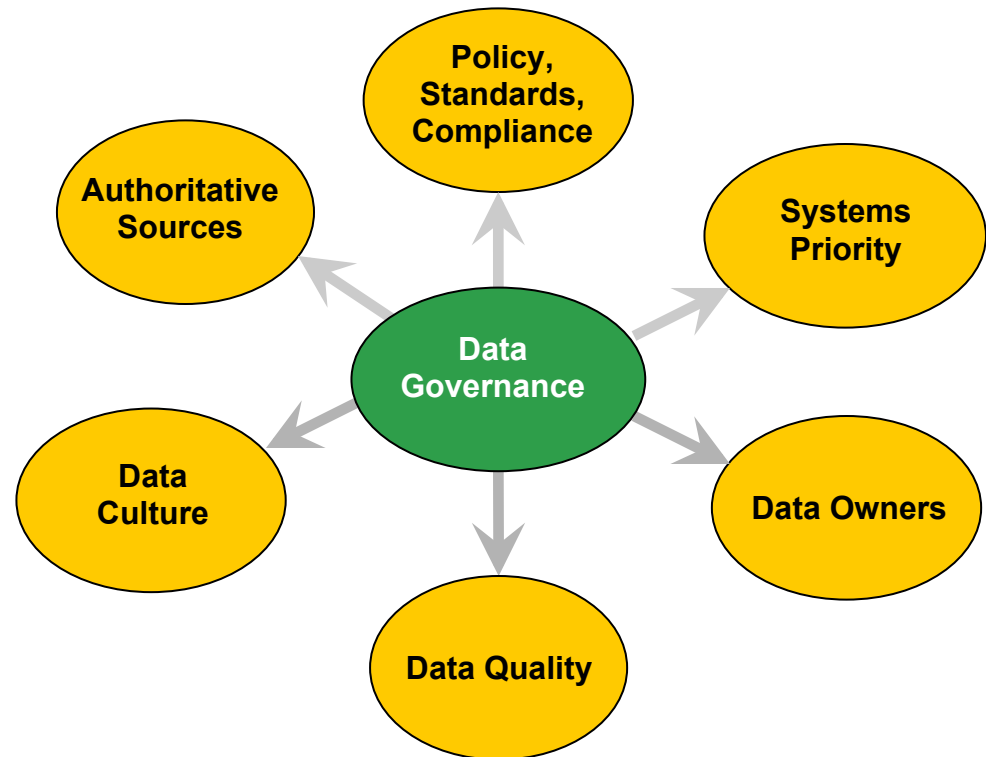 Policy,
Standards,
Compliance
Authoritative
Sources
Systems
Priority
Data
Governance
Data
Culture
Data Owners
Data Quality